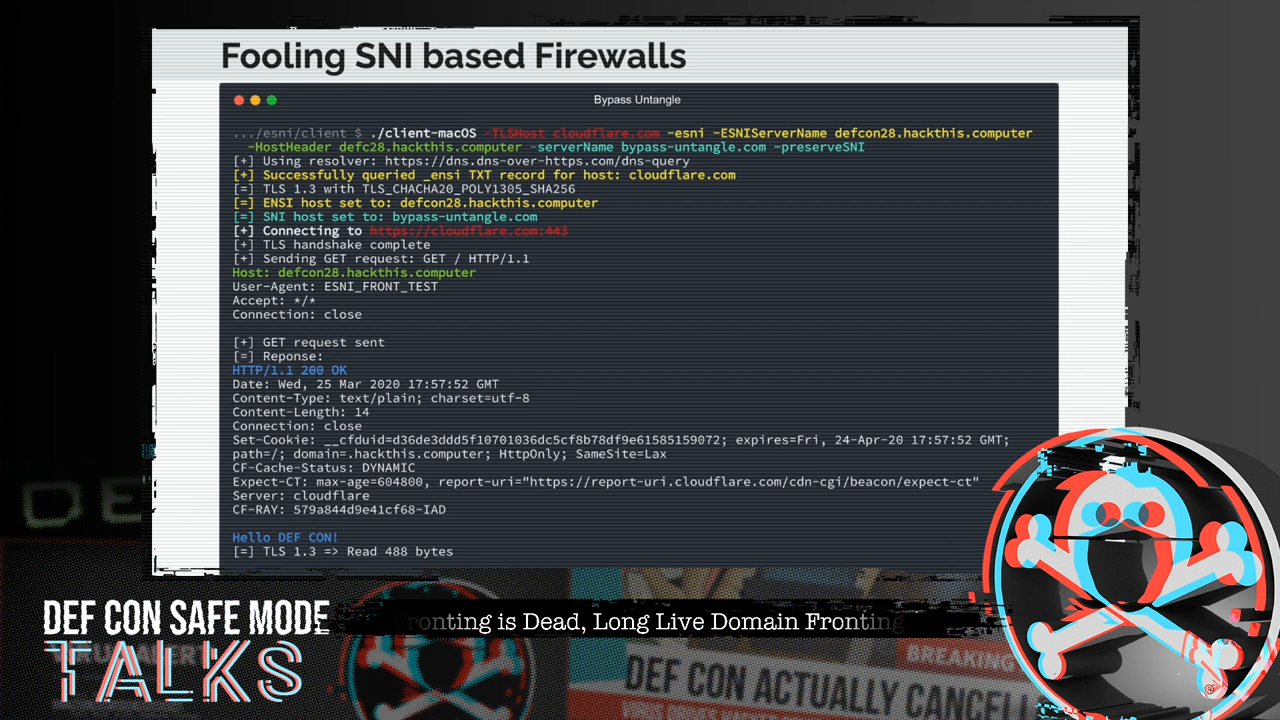 Fooling SNI based Firewalls
Bypass Untangle
.../esni/client $ ./client-macOS -TLSHost cloudflare.com -esni -ESNIServerName defcon28.hackthis.computer
-HostHeader defc28.hackthis.computer -serverName bypass-untangle.com -preserveSNI
[+] Using resolver: https://dns.dns-over-https.com/dns-query
[+] Successfully queried _ensi TXT record for host: cloudflare.com
[=] TLS 1.3 with TLS_CHACHA20_POLY1305_SHA256
[=] ENSI host set to: defcon28.hackthis.computer
[=] SNI host set to: bypass-untangle.com
[+] Connecting to https://cloudflare.com:443
[+] TLS handshake complete
[+] Sending GET request: GET / HTTP/1.1
Host: defcon28.hackthis.computer
User-Agent: ESNI_FRONT_TEST
Accept: */*
Connection: close
[+] GET request sent
[=] Reponse:
HTTP/1.1 200 OK
Date: Wed, 25 Mar 2020 17:57:52 GMT
Content-Type: text/plain; charset=utf-8
Content-Length: 14
Connection: close
Set-Cookie: __cfduid=d36de3ddd5f10701036dc5cf8b78df9e61585159072; expires=Fri, 24-Apr-20 17:57:52 GMT;
path=/; domain=.hackthis.computer; HttpOnly; SameSite=Lax
CF-Cache-Status: DYNAMIC
Expect-CT: max-age=604800, report-uri="https://report-uri.cloudflare.com/cdn-cgi/beacon/expect-ct"
Server: cloudflare
CF-RAY: 579a844d9e41cf68-IAD
Hello DEF CON!
[=] TLS 1.3 => Read 488 bytes
DEF CON SAFE MODE
TALKS
Fronting is Dead, Long Live Domain Fronting
BREAKING
DEF CON ACTUALLY CANCELL